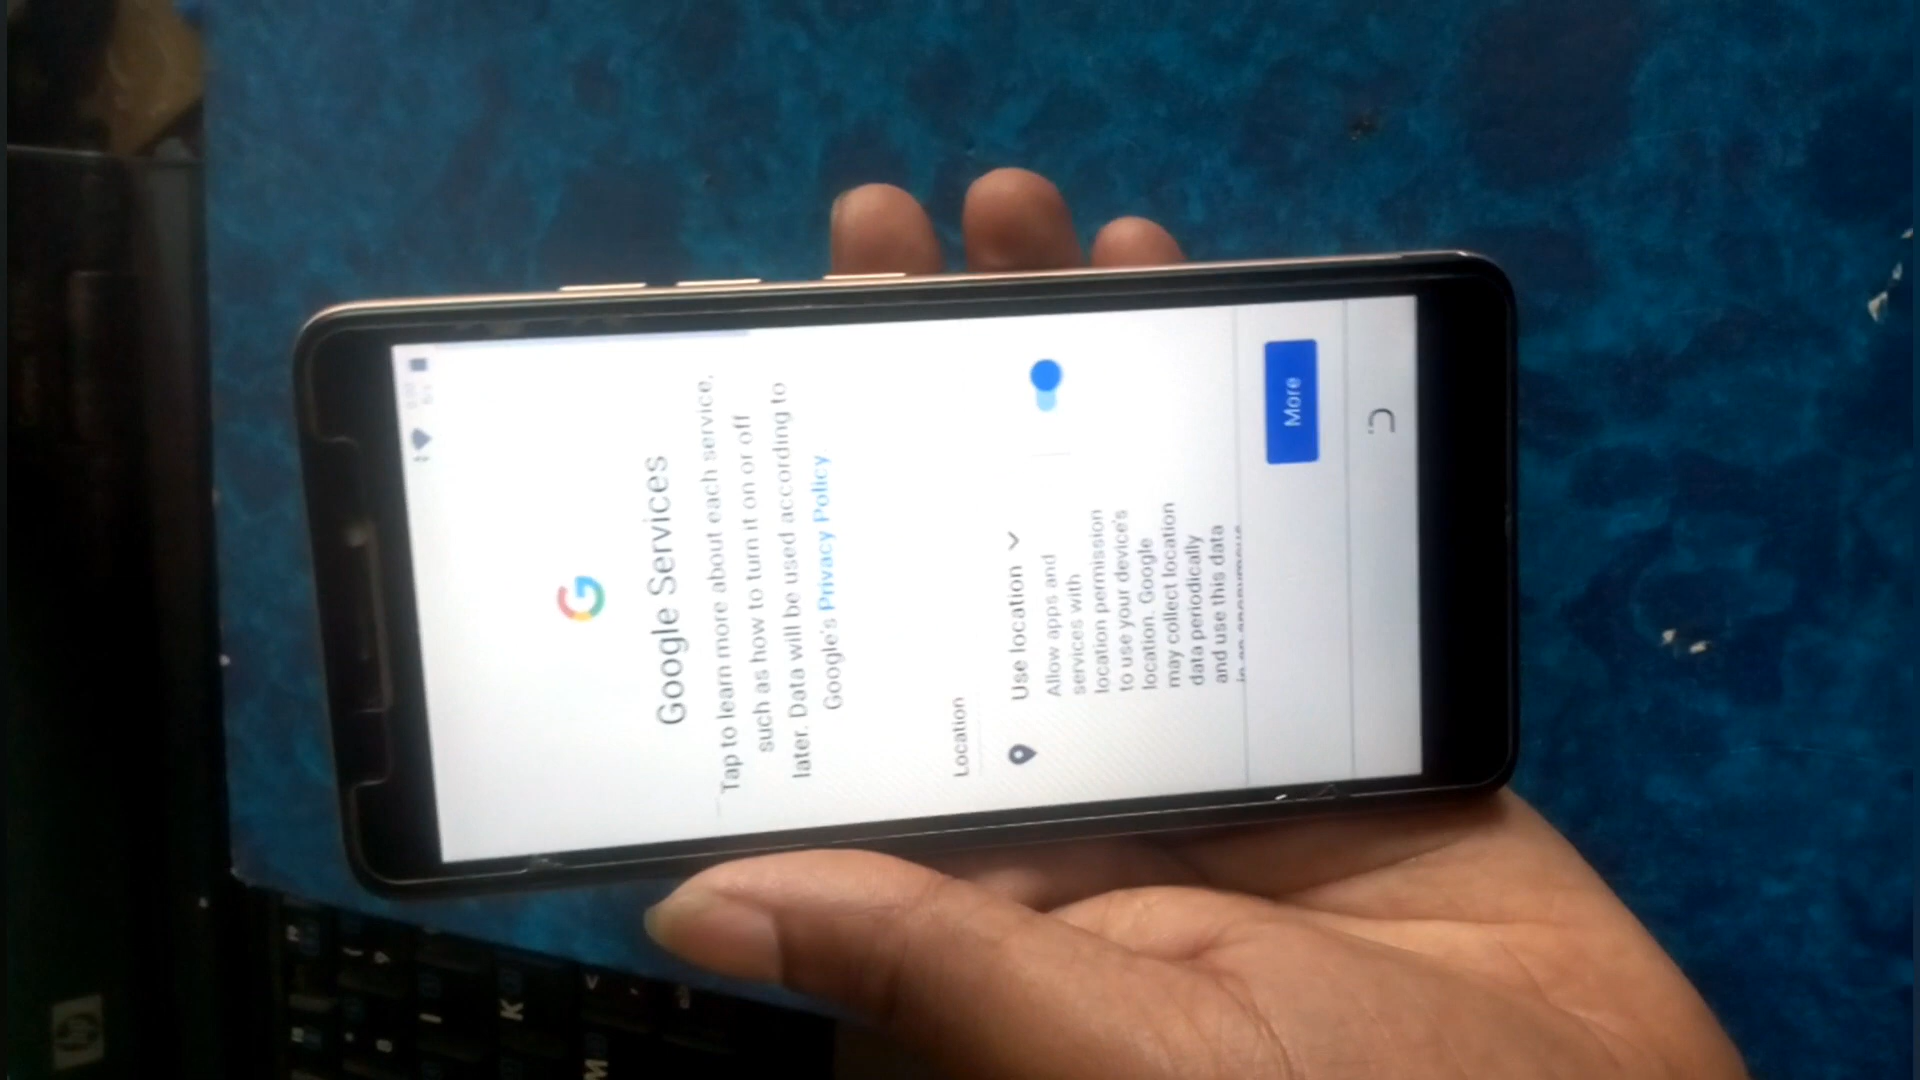 Google Services
Tap to learn more about each service,
such as how to turn it on or off
later. Data will be used according to
Google's Privacy Policy
Location
Use location
Allow apps and
services with
location permission
to use your device's
location. Google
may collect location
data periodically
and use this data
More
K
M